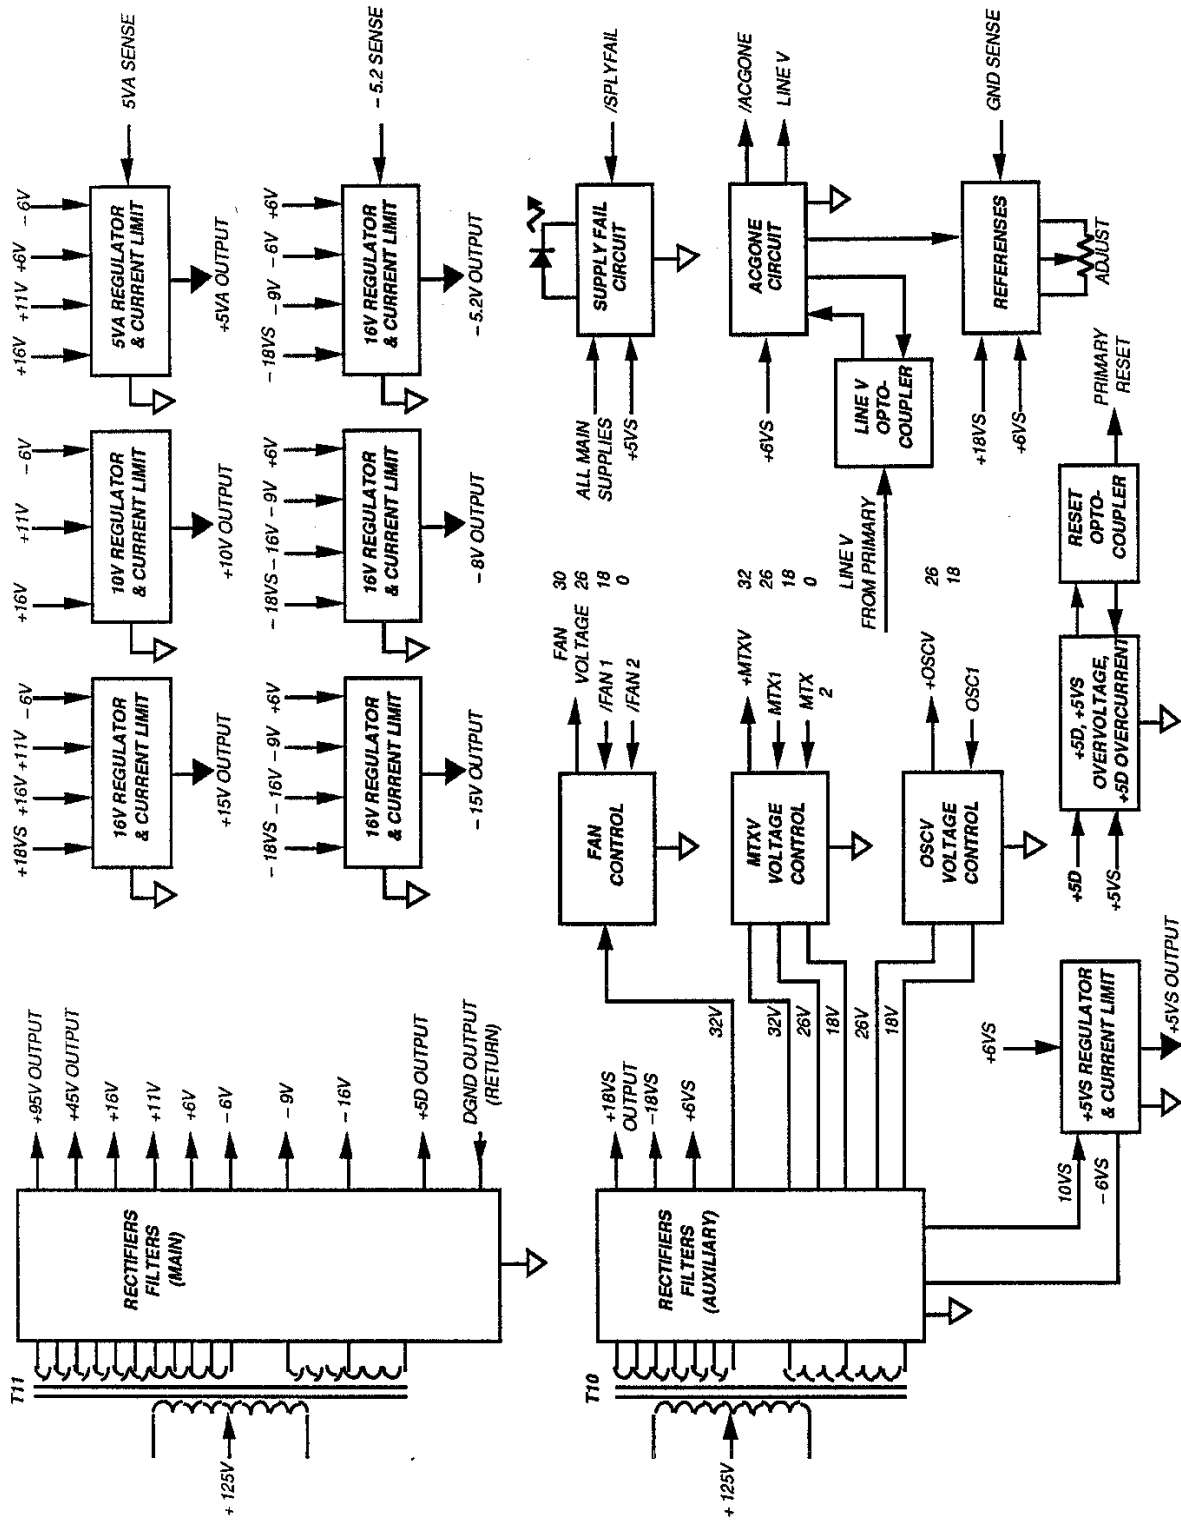 T11
+ 125V
RECTIFIERS
FILTERS
(MAIN)
+95V OUTPUT
+45V OUTPUT
+16V
+11V
+6V
- 6V
- 9V
- 16V
+5D OUTPUT
DGND OUTPUT
(RETURN)
+18VS
+16V
+11V
- 6V
16V REGULATOR
& CURRENT LIMIT
+15V OUTPUT
+16V
+11V
- 6V
10V REGULATOR
& CURRENT LIMIT
+10V OUTPUT
+16V
+11V
+6V
- 6V
5VA REGULATOR
& CURRENT LIMIT
5VA SENSE
+5VA OUTPUT
- 18VS
- 16V
- 9V
+6V
16V REGULATOR
& CURRENT LIMIT
- 15V OUTPUT
-18VS
- 16V
-9V
+6V
16V REGULATOR
& CURRENT LIMIT
- 8V OUTPUT
- 18VS
- 9V
-6V
+6V
16V REGULATOR
& CURRENT LIMIT
- 5.2 SENSE
- 5.2V OUTPUT
T10
+ 125V
RECTIFIERS
FILTERS
(AUXILIARY)
+18VS
OUTPUT
-18VS
+6VS
32V
32V
26V
18V
26V
18V
10VS
- 6VS
FAN
CONTROL
FAN
VOLTAGE
/FAN 1
/FAN 2
30
26
18
0
MTXV
VOLTAGE
CONTROL
+MTXV
MTX1
MTX
2
32
26
18
0
OSCV
VOLTAGE
CONTROL
+OSCV
OSC1
26
18
+6VS
+5VS REGULATOR
& CURRENT LIMIT
+5VS OUTPUT
+5D
+5VS
+5D, +5VS
OVERVOLTAGE,
+5D OVERCURRENT
RESET
OPTO-
COUPLER
PRIMARY
RESET
ALL MAIN
SUPPLIES
+5VS
SUPPLY FAIL
CIRCUIT
/SPLYFAIL
+6VS
ACGONE
CIRCUIT
/ACGONE
LINE V
LINE V
FROM PRIMARY
LINE V
OPTO-
COUPLER
+18VS
+6VS
REFERENSES
GND SENSE
ADJUST